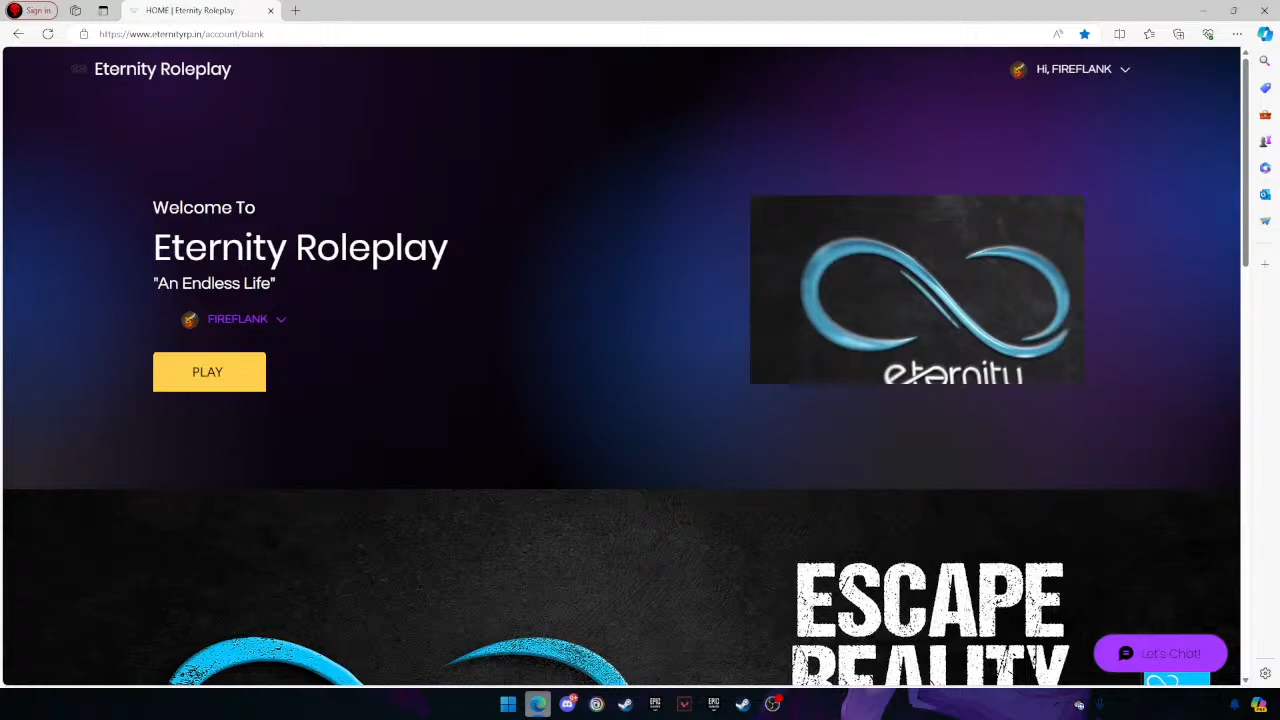 Sign in
HOME | Eternity Roleplay
https://www.eternityrp.in/account/blank
Eternity Roleplay
Hi, FIREFLANK
Welcome To
Eternity Roleplay
"An Endless Life"
FIREFLANK
PLAY
eternity
ESCAPE
REALITY
Let's Chat!